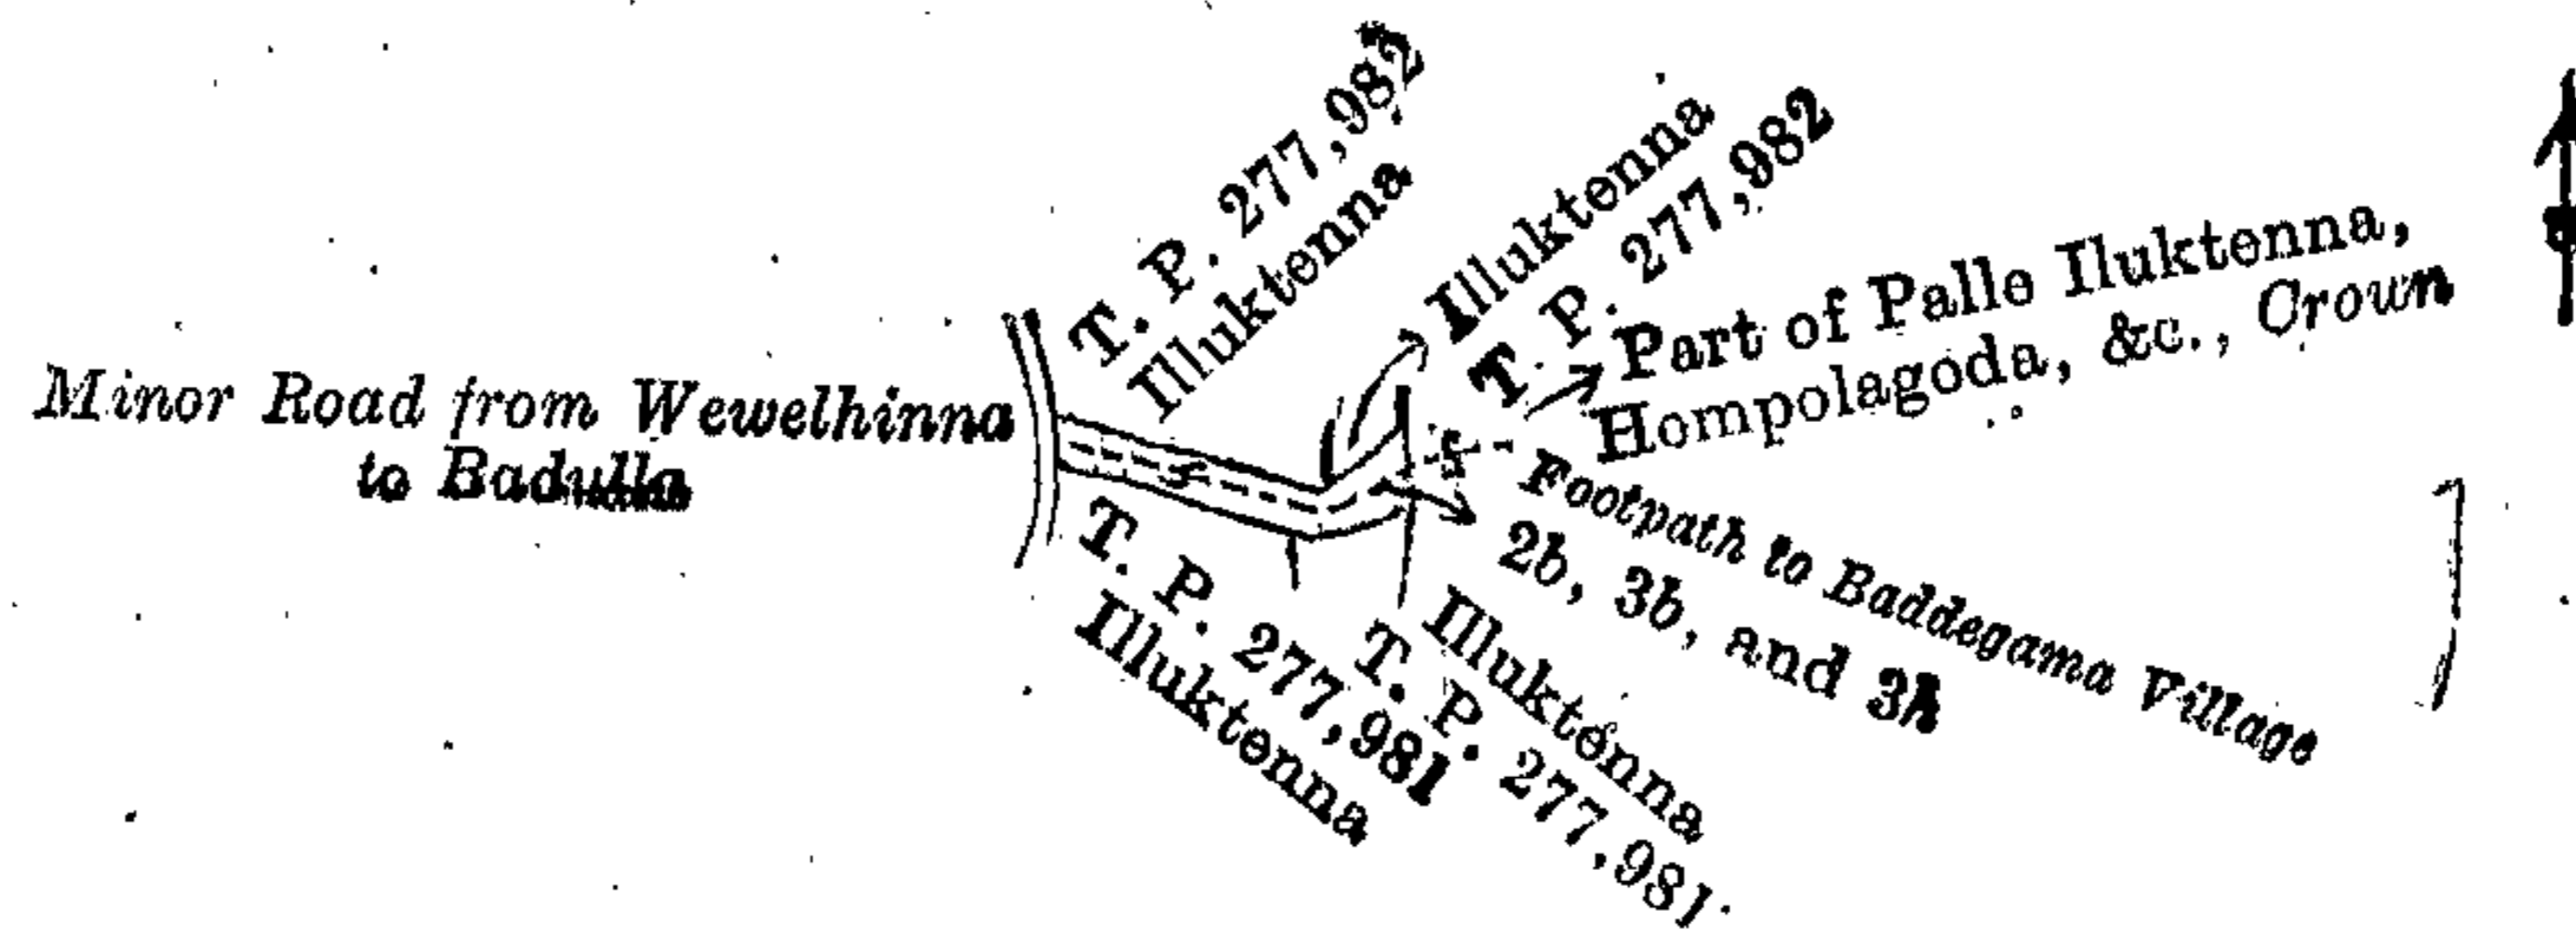 T. P. 277,982
Illuktenna
Illuktenna
T. P. 277,982
Part of Palle Iluktenna,
Hompolagoda, &c., Crown
Minor Road from Wewelhinna
to Badulla
f
f
Footpath to Baddegama Village
2b, 3b, and 3h
T. P. 277,981
Illuktenna
Illuktenna
T. P. 277,981